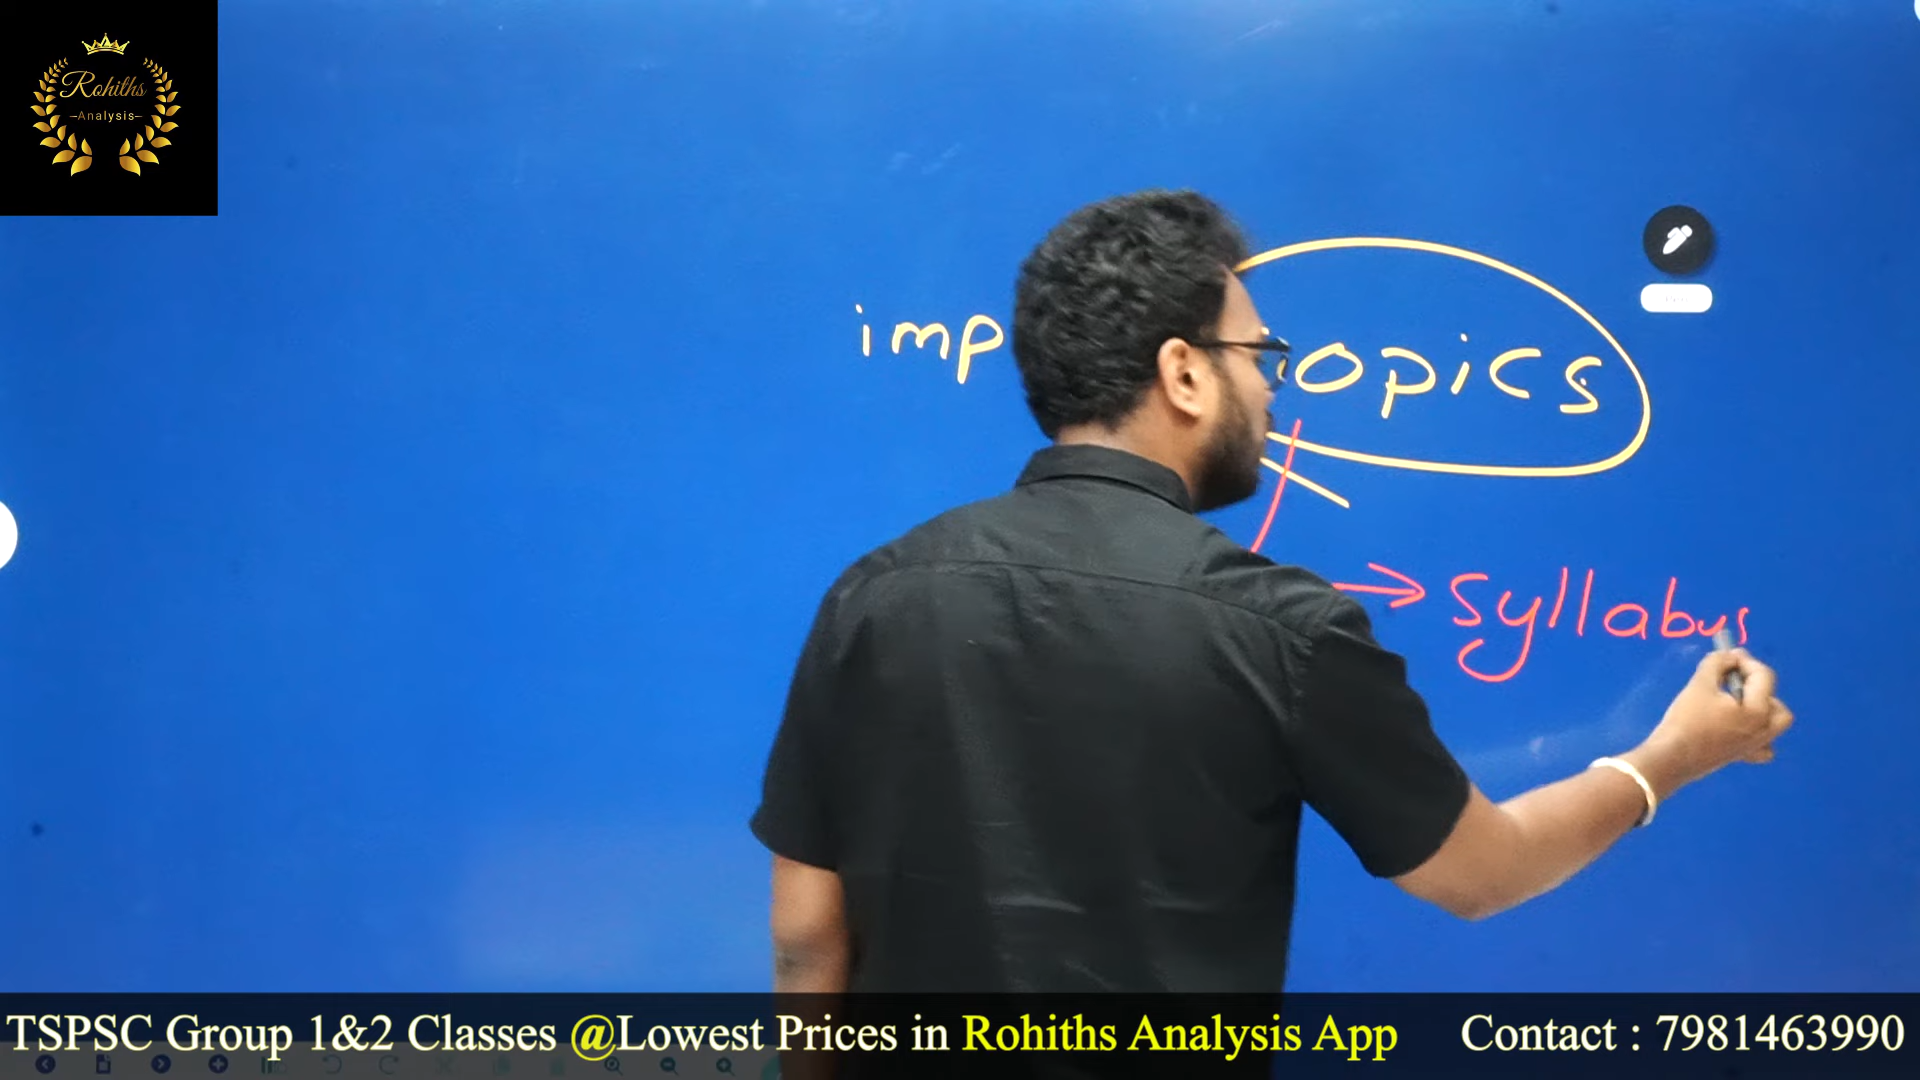 Rohiths
-Analysis-
imp
opics
syllabus
TSPSC Group 1&2 Classes @Lowest Prices in Rohiths Analysis App Contact : 7981463990